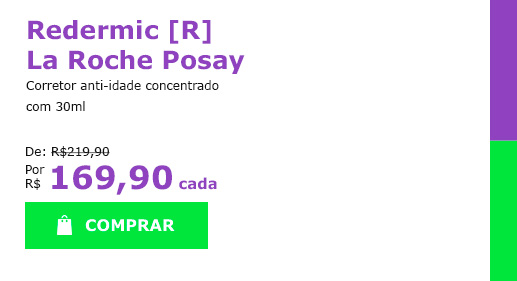 Redermic [R]
La Roche Posay
Corretor anti-idade concentrado
com 30ml
De: R$219,90
Por
R$ 169,90 cada
COMPRAR